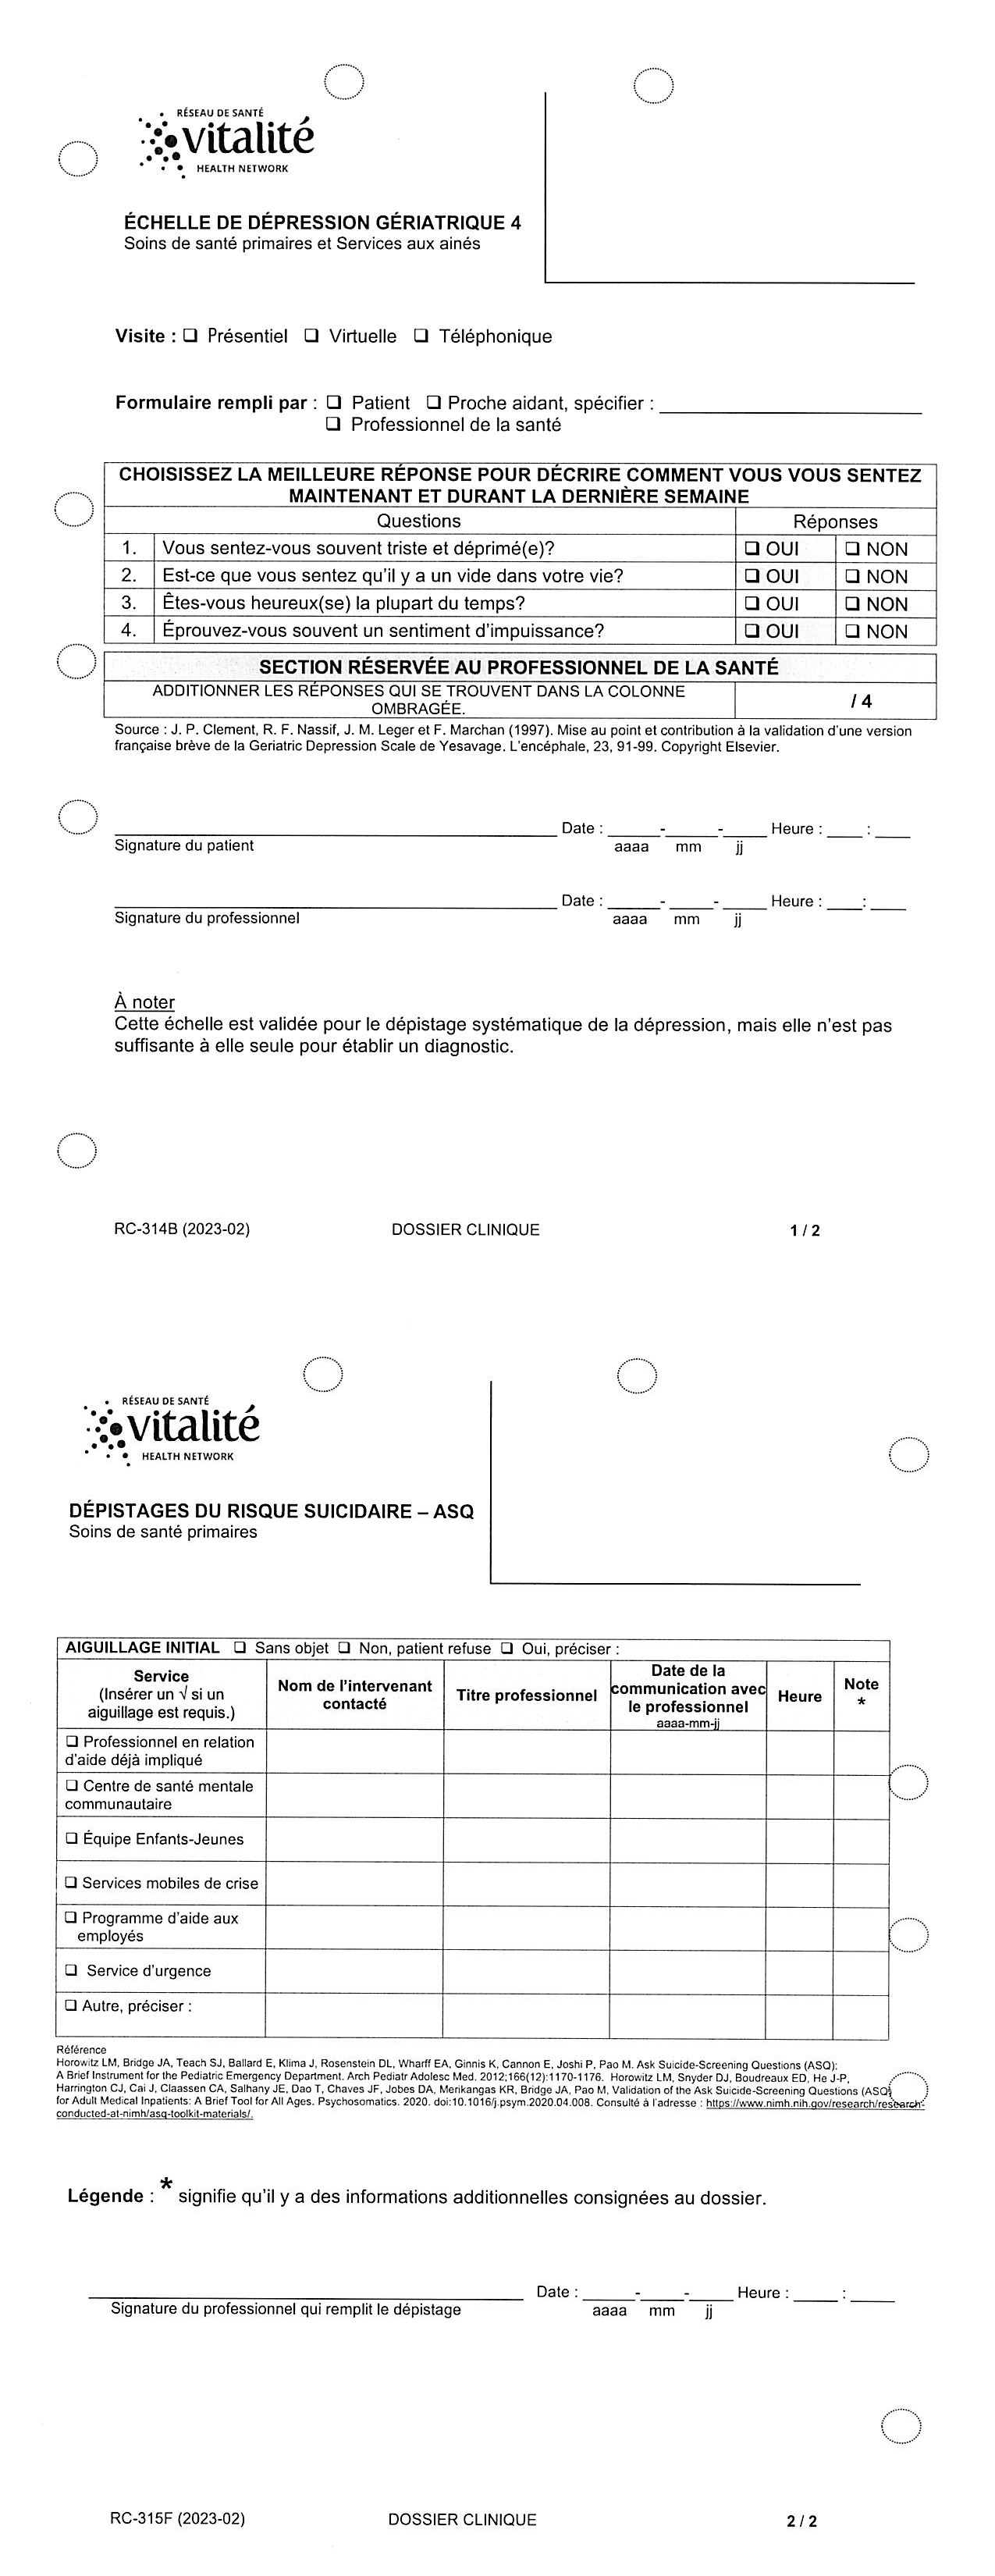 RÉSEAU DE SANTÉ
vitalité
HEALTH NETWORK
ÉCHELLE DE DÉPRESSION GÉRIATRIQUE 4
Soins de santé primaires et Services aux ainés
Visite : ❑ Présentiel ❑ Virtuelle ❑ Téléphonique
Formulaire rempli par : ❑ Patient ❑ Proche aidant, spécifier : ____
❑ Professionnel de la santé
CHOISISSEZ LA MEILLEURE RÉPONSE POUR DÉCRIRE COMMENT VOUS VOUS SENTEZ
MAINTENANT ET DURANT LA DERNIÈRE SEMAINE
Questions Réponses
1. Vous sentez-vous souvent triste et déprimé(e)? ❑ OUI ❑ NON
2. Est-ce que vous sentez qu'il y a un vide dans votre vie? ❑ OUI ❑ NON
3. Êtes-vous heureux(se) la plupart du temps? ❑ OUI ❑ NON
4. Éprouvez-vous souvent un sentiment d'impuissance? ❑ OUI ❑ NON
SECTION RÉSERVÉE AU PROFESSIONNEL DE LA SANTÉ
ADDITIONNER LES RÉPONSES QUI SE TROUVENT DANS LA COLONNE
OMBRAGÉE.
/ 4
Source : J. P. Clement, R. F. Nassif, J. M. Leger et F. Marchan (1997). Mise au point et contribution à la validation d'une version
française brève de la Geriatric Depression Scale de Yesavage. L'encéphale, 23, 91-99. Copyright Elsevier.
Date : ____-____-____ Heure : ___ : ___
Signature du patient aaaa mm jj
Date : ____-____-____ Heure : ___: ___
Signature du professionnel aaaa mm jj
À noter
Cette échelle est validée pour le dépistage systématique de la dépression, mais elle n'est pas
suffisante à elle seule pour établir un diagnostic.
RC-314B (2023-02) DOSSIER CLINIQUE 1 / 2
RÉSEAU DE SANTÉ
vitalité
HEALTH NETWORK
DÉPISTAGES DU RISQUE SUICIDAIRE – ASQ
Soins de santé primaires
AIGUILLAGE INITIAL ❑ Sans objet ❑ Non, patient refuse ❑ Oui, préciser :
Service
(Insérer un √ si un
aiguillage est requis.)
Nom de l'intervenant
contacté
Titre professionnel
Date de la
communication avec
le professionnel
aaaa-mm-jj
Heure
Note
*
❑ Professionnel en relation
d'aide déjà impliqué
❑ Centre de santé mentale
communautaire
❑ Équipe Enfants-Jeunes
❑ Services mobiles de crise
❑ Programme d'aide aux
employés
❑ Service d'urgence
❑ Autre, préciser :
Référence
Horowitz LM, Bridge JA, Teach SJ, Ballard E, Klima J, Rosenstein DL, Wharff EA, Ginnis K, Cannon E, Joshi P, Pao M. Ask Suicide-Screening Questions (ASQ):
A Brief Instrument for the Pediatric Emergency Department. Arch Pediatr Adolesc Med. 2012;166(12):1170-1176. Horowitz LM, Snyder DJ, Boudreaux ED, He J-P,
Harrington CJ, Cai J, Claassen CA, Salhany JE, Dao T, Chaves JF, Jobes DA, Merikangas KR, Bridge JA, Pao M, Validation of the Ask Suicide-Screening Questions (ASQ)
for Adult Medical Inpatients: A Brief Tool for All Ages. Psychosomatics. 2020. doi:10.1016/j.psym.2020.04.008. Consulté à l'adresse : https://www.nimh.nih.gov/research/research-
conducted-at-nimh/asq-toolkit-materials/.
Légende : * signifie qu'il y a des informations additionnelles consignées au dossier.
Date : ____-____-____ Heure : ____ : ____
Signature du professionnel qui remplit le dépistage aaaa mm jj
RC-315F (2023-02) DOSSIER CLINIQUE 2 / 2